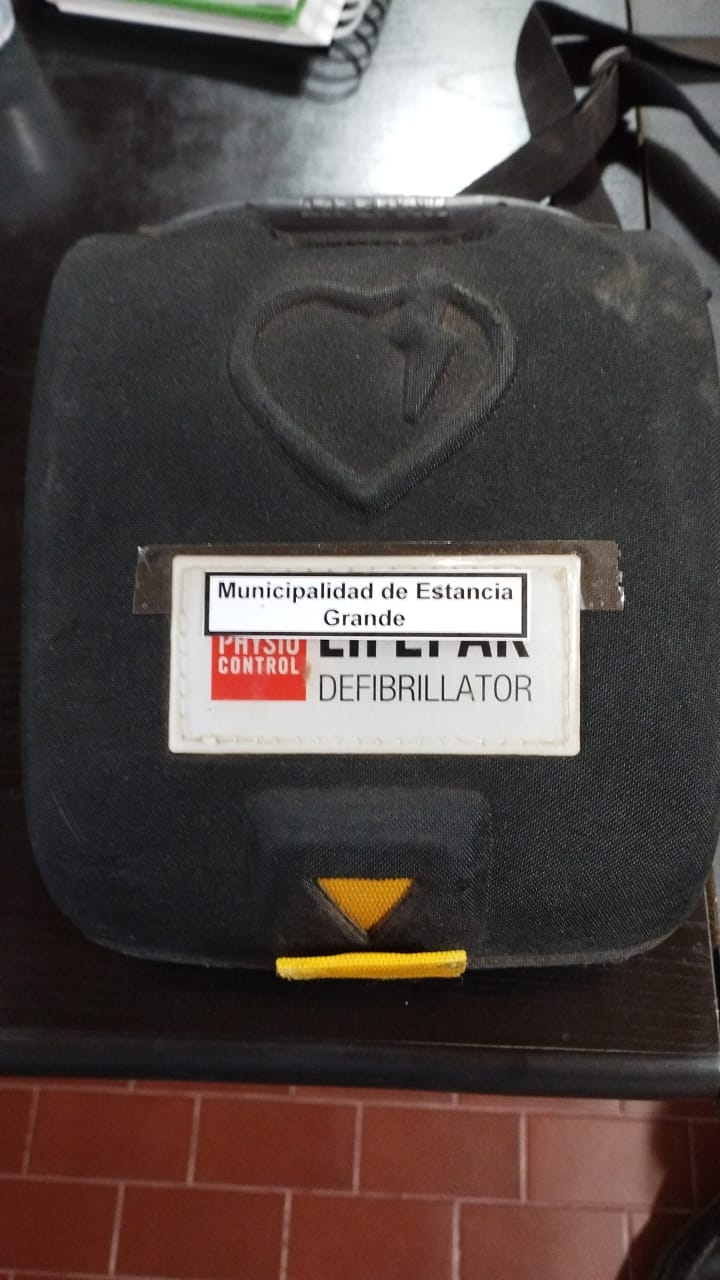 Municipalidad de Estancia
Grande
PHYSIO
CONTROL
DEFIBRILLATOR